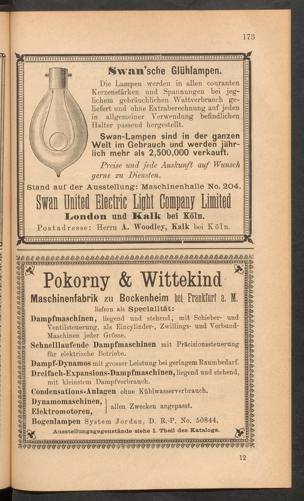 173
Swan'sche Glühlampen.
Die Lampen werden in allen couranten
Kerzenstärken und Spannungen bei jeg-
lichem gebräuchlichen Wattverbrauch ge-
liefert und ohne Extraberechnung auf jeden
in allgemeiner Verwendung befindlichen
Halter passend hergestellt.
Swan-Lampen sind in der ganzen
Welt im Gebrauch und werden jähr-
lich mehr als 2,500,000 verkauft.
Preise und jede Auskunft auf Wunsch
gerne zu Diensten.
Stand auf der Ausstellung: Maschinenhalle No. 204.
Swan United Electric Light Company Limited
London und Kalk bei Köln.
Postadresse: Herrn A. Woodley, Kalk bei Köln.
Pokorny & Wittekind
Maschinenfabrik zu Bockenheim bei Frankfurt a. M.
liefern als Specialität:
Dampfmaschinen, liegend und stehend, mit Schieber- und
Ventilsteuerung, als Eincylinder-, Zwillings- und Verbund-
Maschinen jeder Grösse.
Schnelllaufende Dampfmaschinen mit Präcisionssteuerung
für elektrische Betriebe.
Dampf-Dynamos mit grosser Leistung bei geringem Raumbedarf.
Dreifach-Expansions-Dampfmaschinen, liegend und stehend,
mit kleinstem Dampfverbrauch.
Condensations-Anlagen ohne Kühlwasserverbrauch.
Dynamomaschinen,
Elektromotoren, } allen Zwecken angepasst.
Bogenlampen System Jordan, D. R.-P. No. 50844.
Ausstellungsgegenstände siehe I. Theil des Katalogs.
12